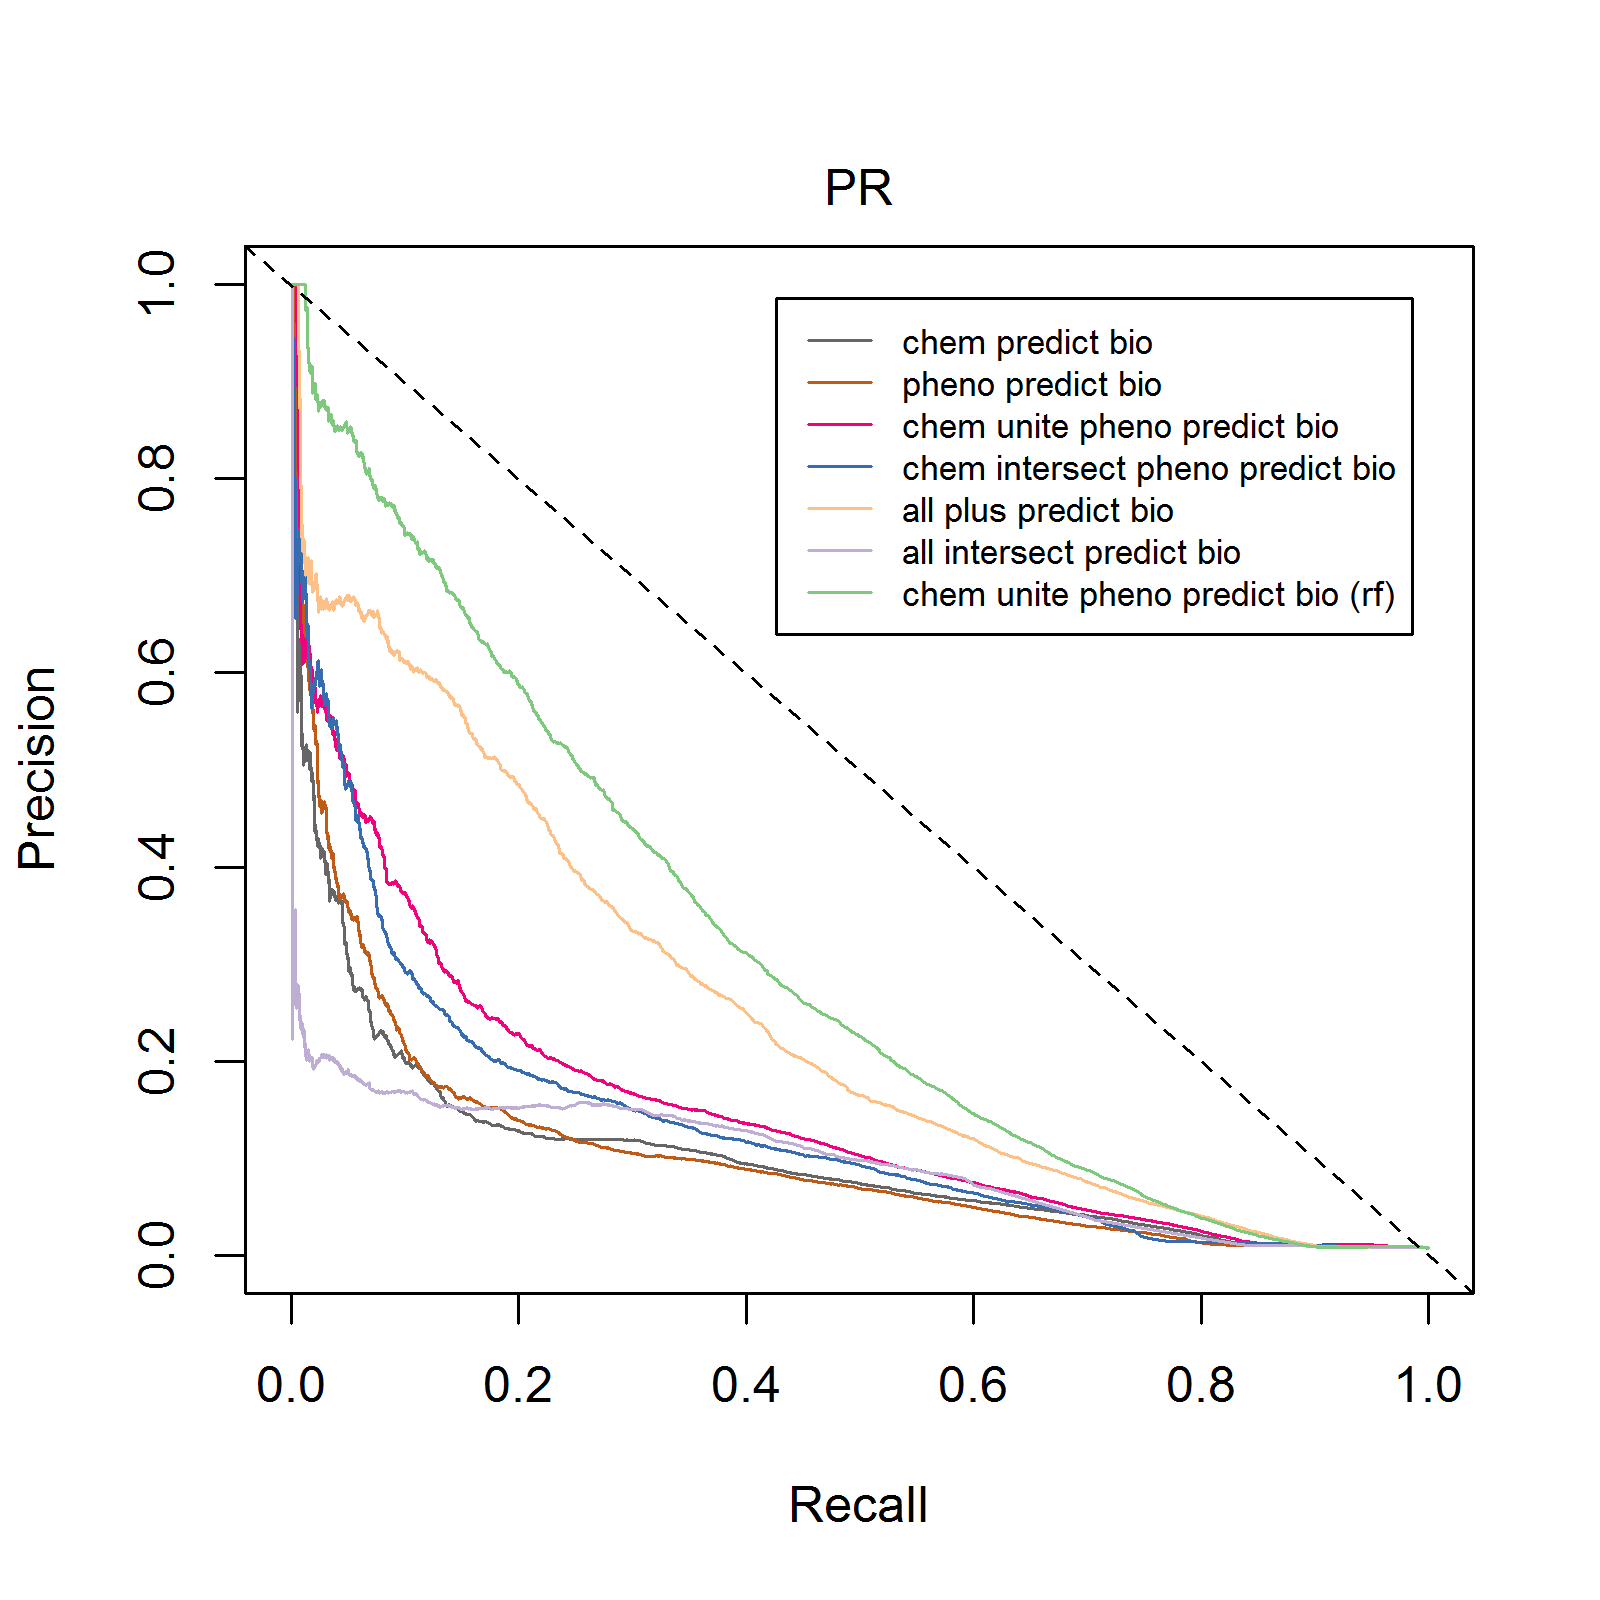 PR
1.0
0.8
0.6
0.4
0.2
0.0
Precision
chem predict bio
pheno predict bio
chem unite pheno predict bio
chem intersect pheno predict bio
all plus predict bio
all intersect predict bio
chem unite pheno predict bio (rf)
0.0 0.2 0.4 0.6 0.8 1.0
Recall